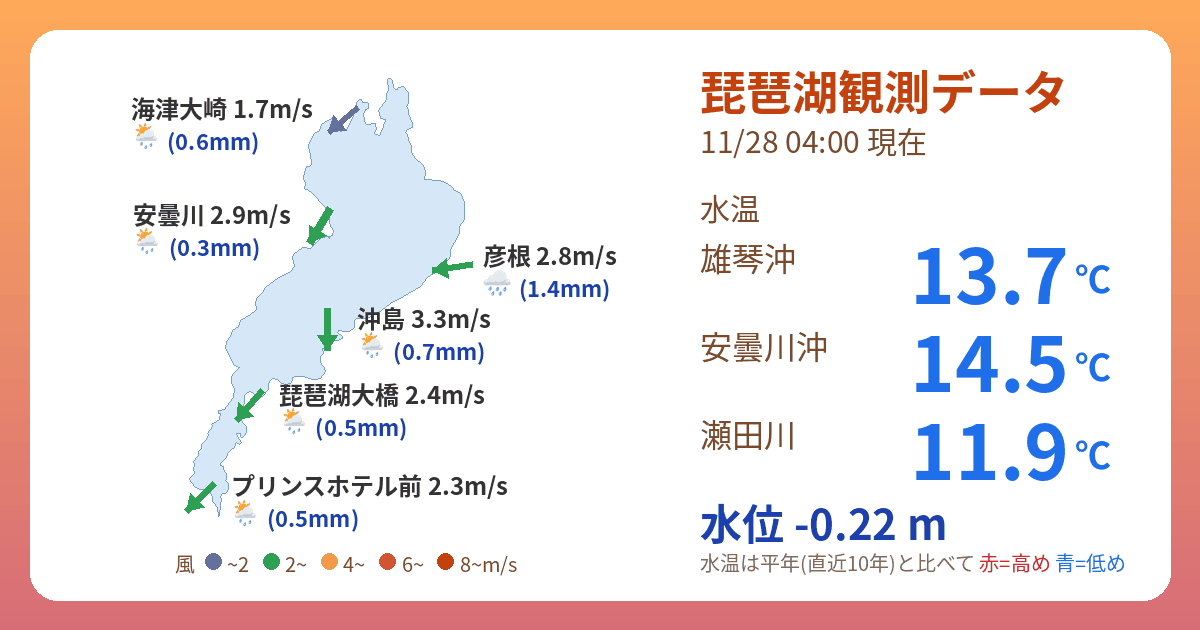 琵琶湖観測データ
11/28 04:00 現在
海津大崎 1.7m/s
(0.6mm)
安曇川 2.9m/s
(0.3mm)
彦根 2.8m/s
(1.4mm)
沖島 3.3m/s
(0.7mm)
琵琶湖大橋 2.4m/s
(0.5mm)
プリンスホテル前 2.3m/s
(0.5mm)
風 ~2 2~ 4~ 6~ 8~m/s
水温
雄琴沖 13.7℃
安曇川沖 14.5℃
瀬田川 11.9℃
水位 -0.22 m
水温は平年(直近10年)と比べて 赤=高め 青=低め